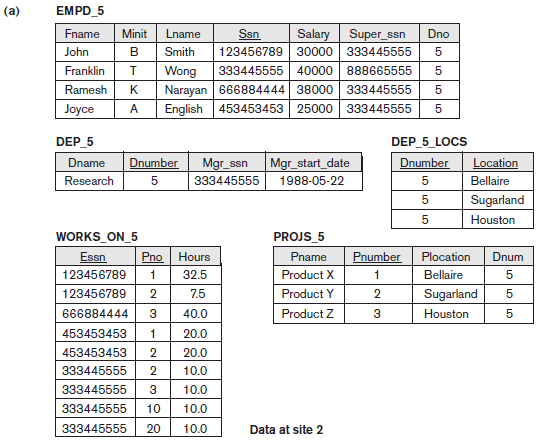 (a)
EMPD_5
Fname Minit Lname Ssn Salary Super_ssn Dno
John B Smith 123456789 30000 333445555 5
Franklin T Wong 333445555 40000 888665555 5
Ramesh K Narayan 666884444 38000 333445555 5
Joyce A English 453453453 25000 333445555 5
DEP_5
Dname Dnumber Mgr_ssn Mgr_start_date
Research 5 333445555 1988-05-22
DEP_5_LOCS
Dnumber Location
5 Bellaire
5 Sugarland
5 Houston
WORKS_ON_5
Essn Pno Hours
123456789 1 32.5
123456789 2 7.5
666884444 3 40.0
453453453 1 20.0
453453453 2 20.0
333445555 2 10.0
333445555 3 10.0
333445555 10 10.0
333445555 20 10.0
PROJS_5
Pname Pnumber Plocation Dnum
Product X 1 Bellaire 5
Product Y 2 Sugarland 5
Product Z 3 Houston 5
Data at site 2